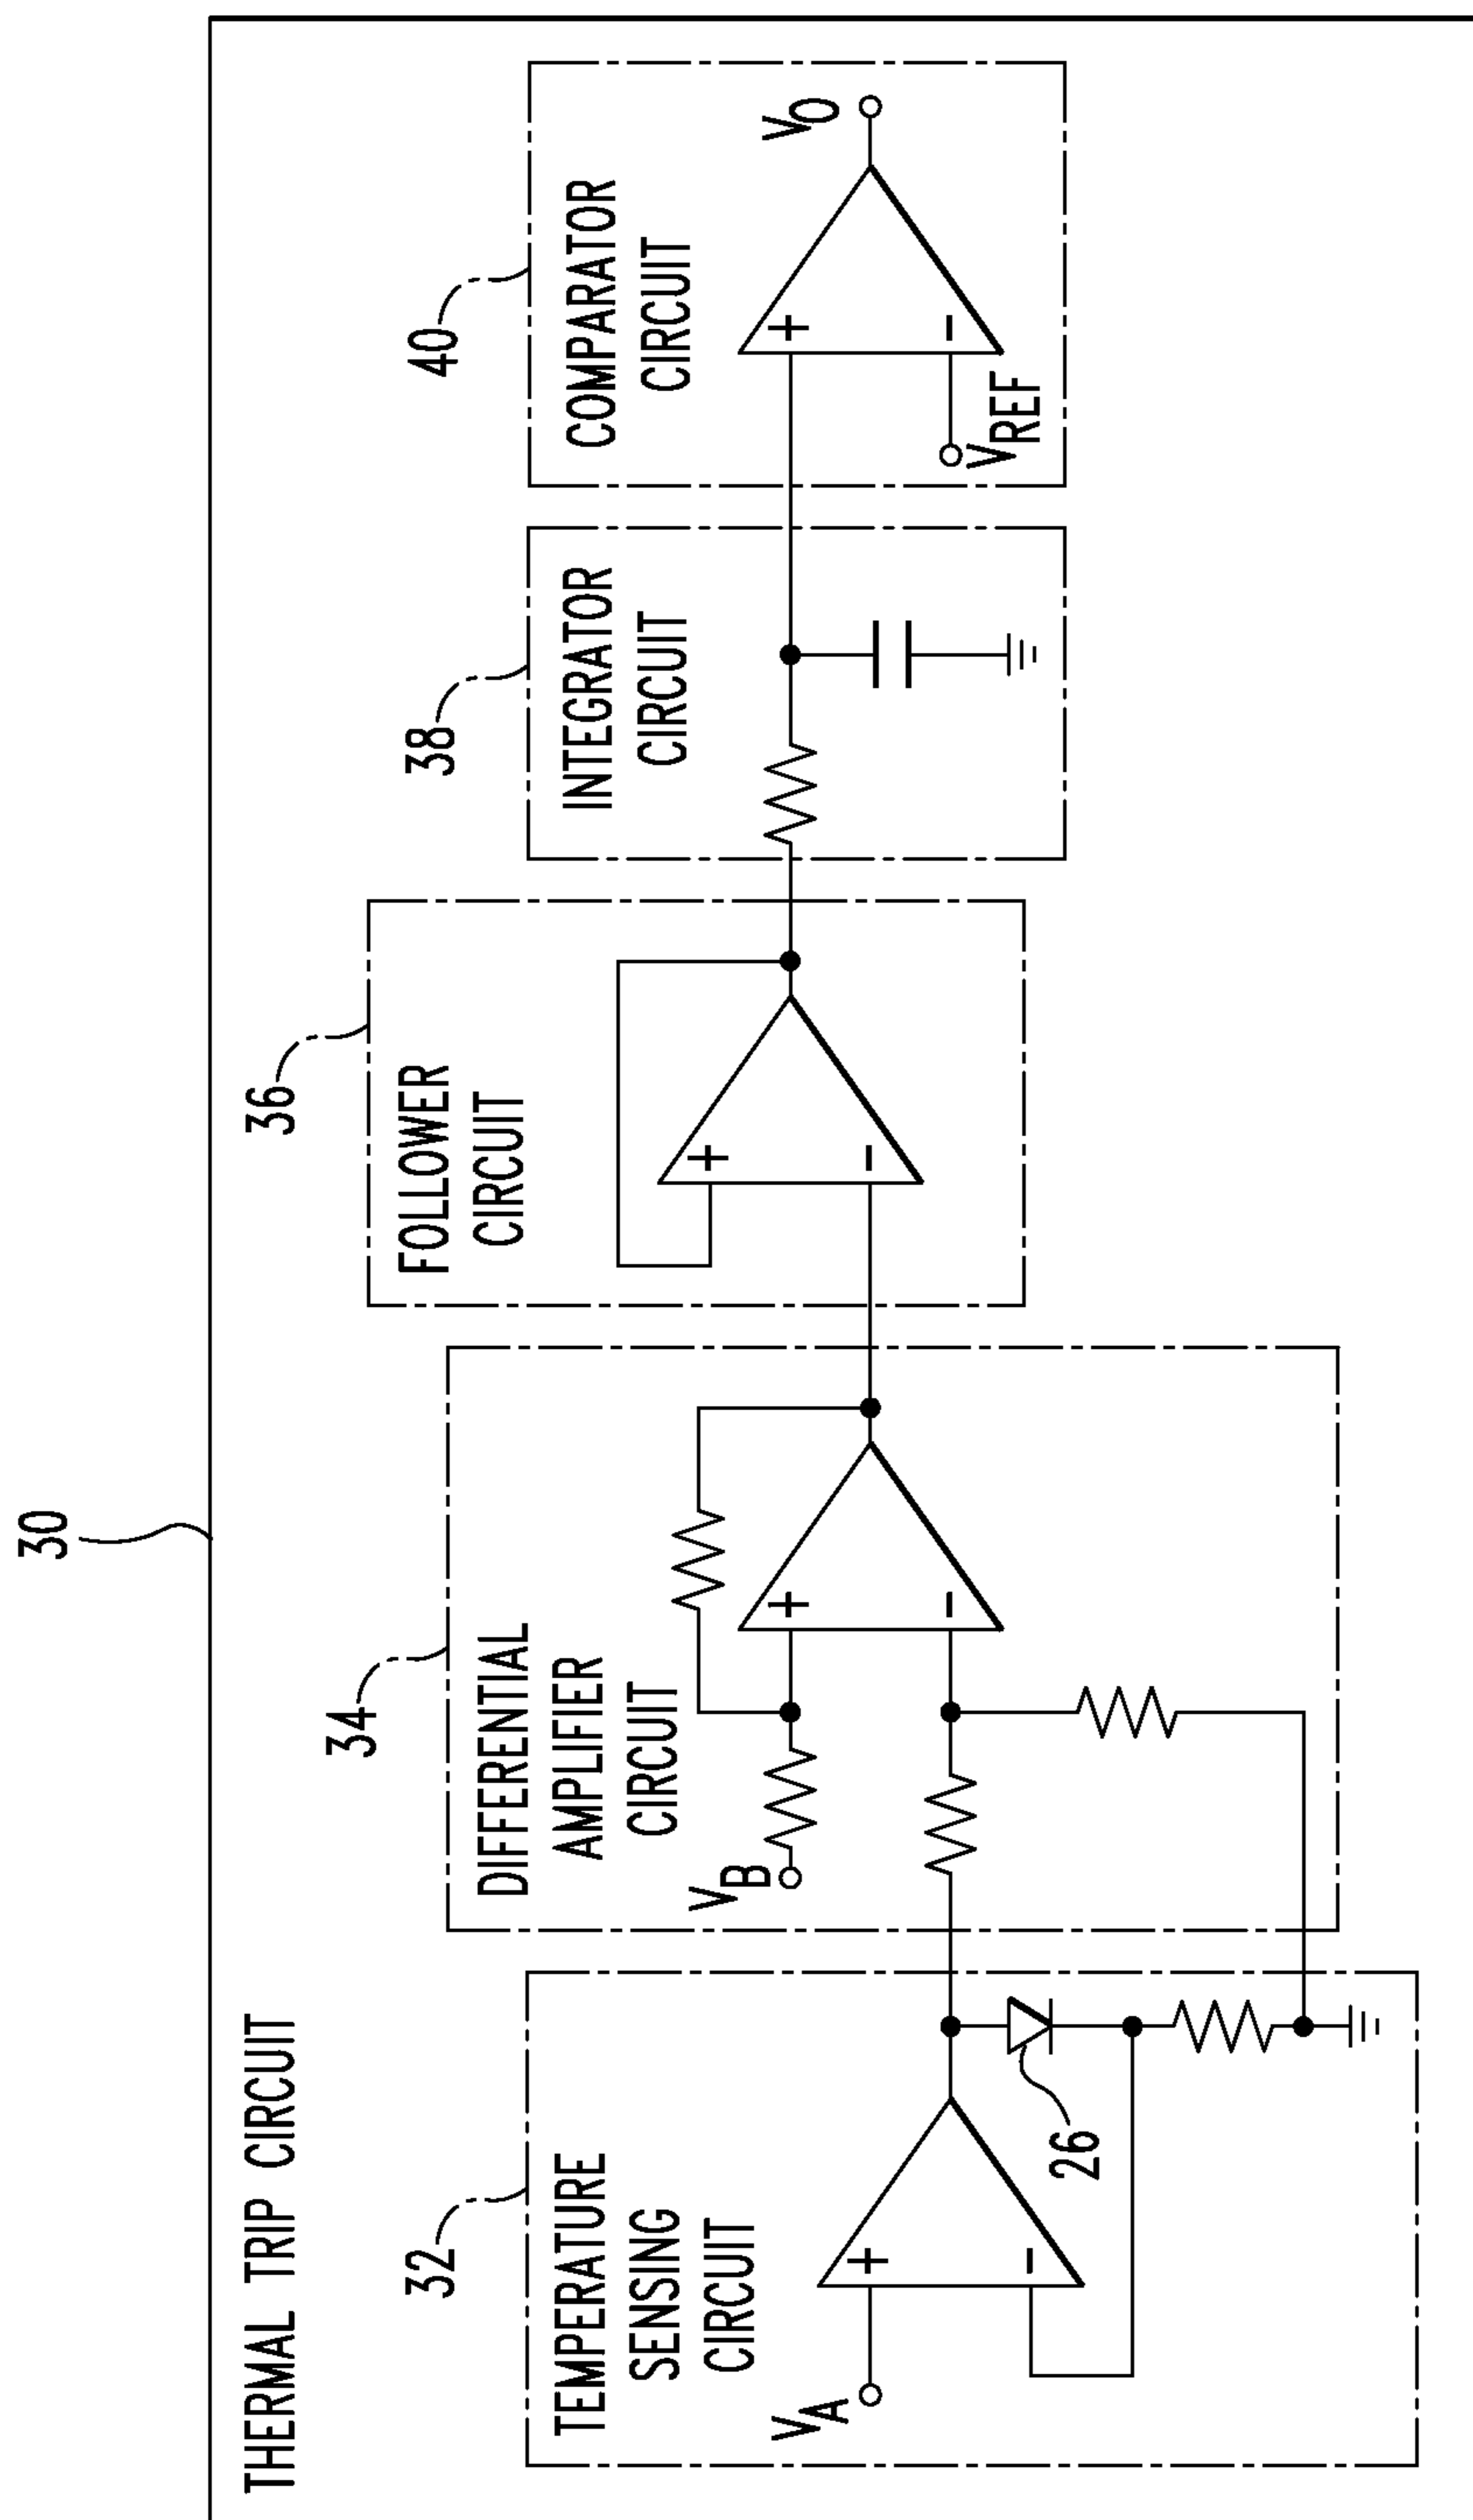 30
THERMAL TRIP CIRCUIT
32
TEMPERATURE
SENSING
CIRCUIT
VA
+
-
26
34
DIFFERENTIAL
AMPLIFIER
CIRCUIT
VB
+
-
36
FOLLOWER
CIRCUIT
+
-
38
INTEGRATOR
CIRCUIT
40
COMPARATOR
CIRCUIT
+
-
VREF
VO